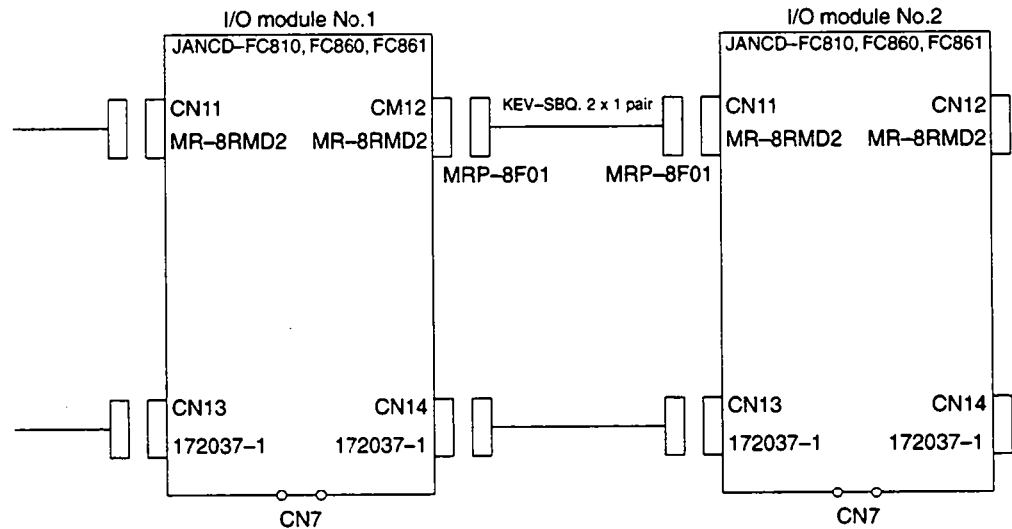 I/O module No.1
JANCD–FC810, FC860, FC861
CN11
MR–8RMD2
CM12
MR–8RMD2
MRP–8F01
KEV–SBQ. 2 x 1 pair
MRP–8F01
I/O module No.2
JANCD–FC810, FC860, FC861
CN11
MR–8RMD2
CN12
MR–8RMD2
CN13
172037–1
CN14
172037–1
CN7
CN13
172037–1
CN14
172037–1
CN7